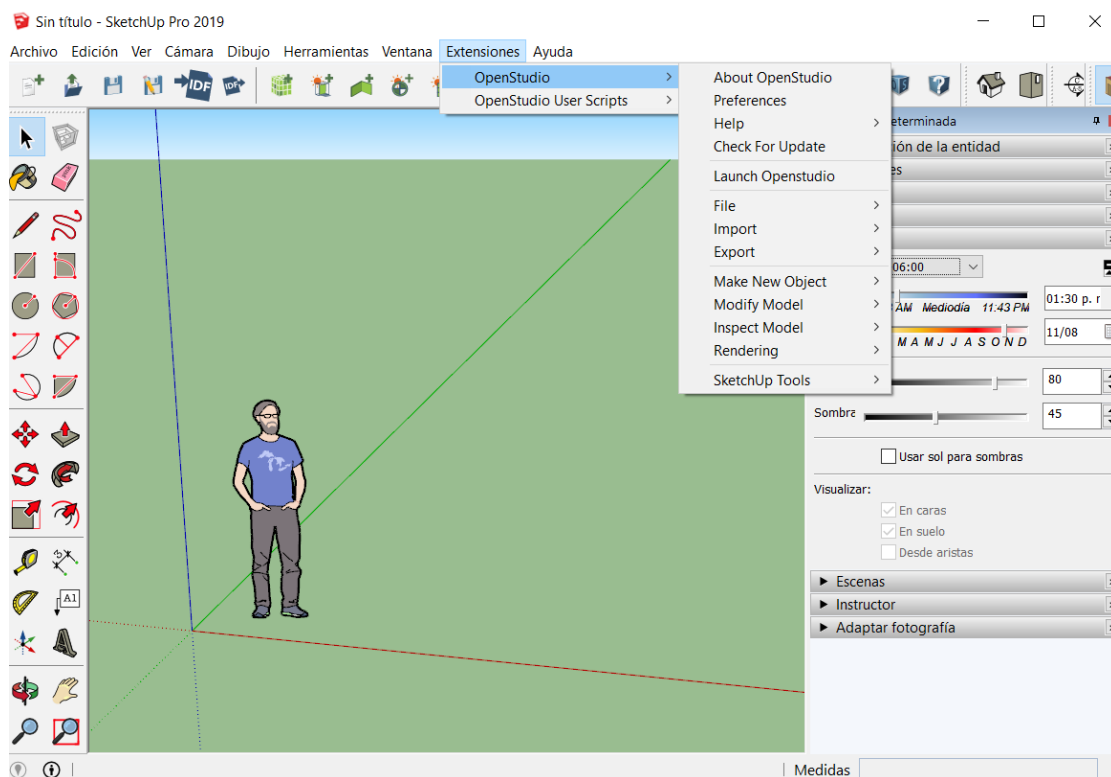 Sin título - SketchUp Pro 2019
Archivo Edición Ver Cámara Dibujo Herramientas Ventana Extensiones Ayuda
IDF IDF
OpenStudio
OpenStudio User Scripts
About OpenStudio
Preferences
Help
Check For Update
Launch Openstudio
File
Import
Export
Make New Object
Modify Model
Inspect Model
Rendering
SketchUp Tools
eterminada
ión de la entidad
es
06:00
01:30 p. r
AM Mediodía 11:43 PM
11/08
M A M J J A S O N D
80
Sombra
45
Usar sol para sombras
Visualizar:
En caras
En suelo
Desde aristas
Escenas
Instructor
Adaptar fotografía
A1
Medidas